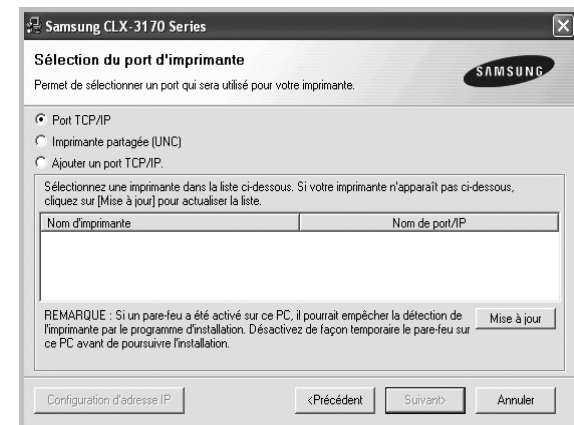 Samsung CLX-3170 Series
Sélection du port d'imprimante
Permet de sélectionner un port qui sera utilisé pour votre imprimante.
SAMSUNG
Port TCP/IP
Imprimante partagée (UNC)
Ajouter un port TCP/IP.
Sélectionnez une imprimante dans la liste ci-dessous. Si votre imprimante n'apparaît pas ci-dessous,
cliquez sur [Mise à jour] pour actualiser la liste.
Nom d'imprimante Nom de port/IP
REMARQUE : Si un pare-feu a été activé sur ce PC, il pourrait empêcher la détection de
l'imprimante par le programme d'installation. Désactivez de façon temporaire le pare-feu sur
ce PC avant de poursuivre l'installation.
Mise à jour
Configuration d'adresse IP <Précédent Suivant> Annuler